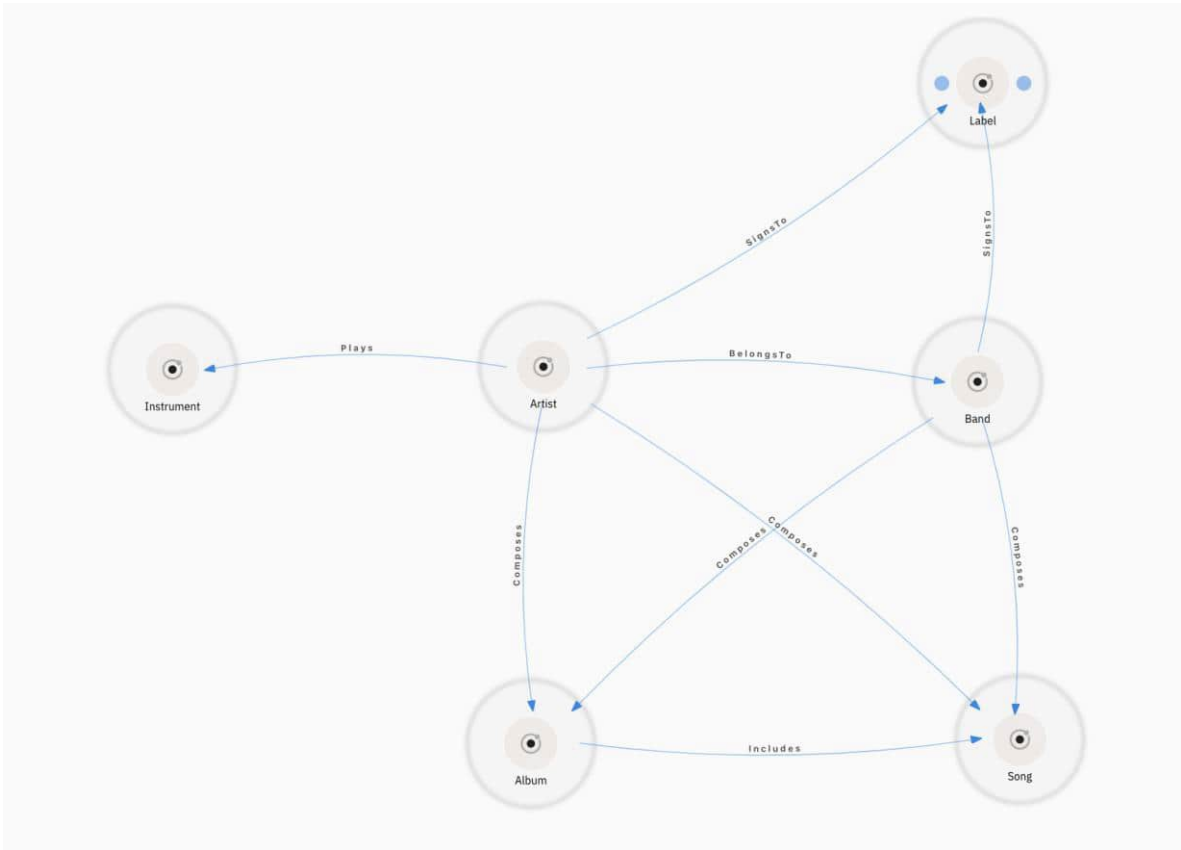 Label
SignsTo
SignsTo
Plays
BelongsTo
Instrument
Artist
Band
Composes
Composes
Composes
Composes
Includes
Album
Song